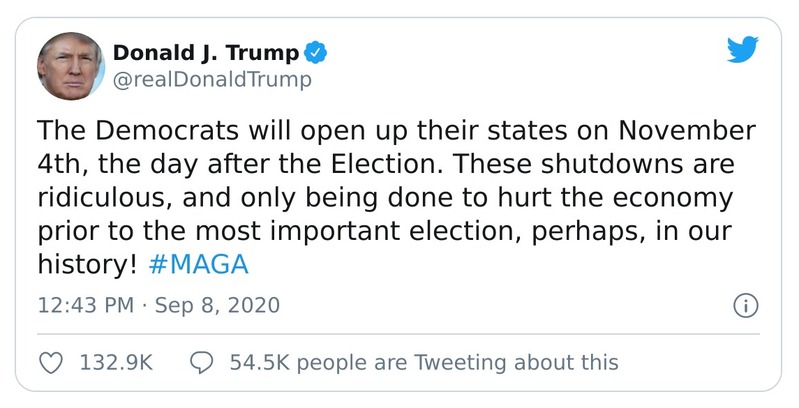 Donald J. Trump
@realDonaldTrump
The Democrats will open up their states on November
4th, the day after the Election. These shutdowns are
ridiculous, and only being done to hurt the economy
prior to the most important election, perhaps, in our
history! #MAGA
12:43 PM · Sep 8, 2020
132.9K 54.5K people are Tweeting about this